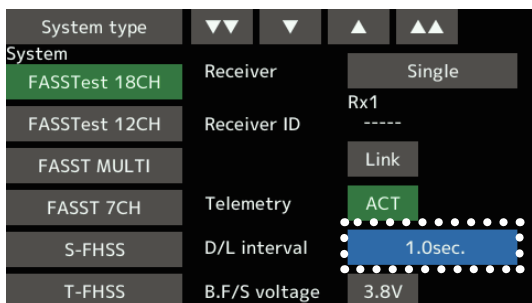 System type ▼▼ ▼ ▲ ▲▲
System
FASSTest 18CH
FASSTest 12CH
FASST MULTI
FASST 7CH
S-FHSS
T-FHSS
Receiver Single
Rx1
Receiver ID -----
Link
Telemetry ACT
D/L interval 1.0sec.
B.F/S voltage 3.8V